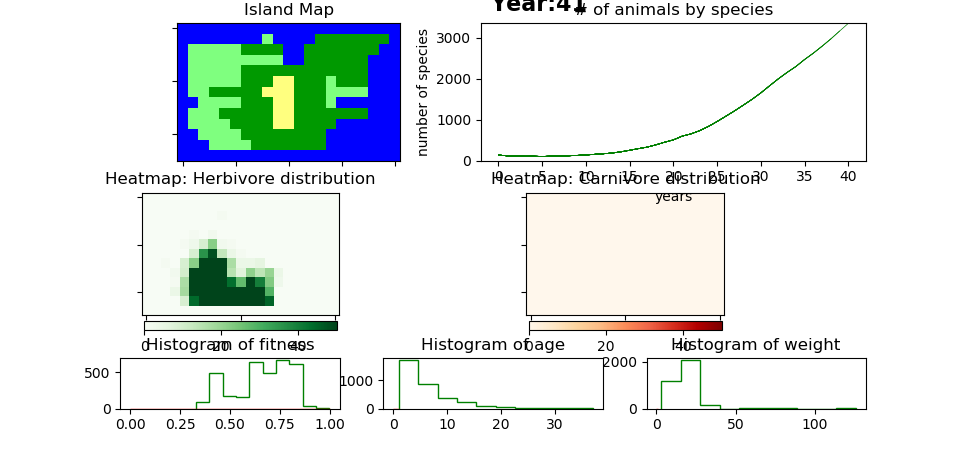 Year:41
Island Map
# of animals by species
number of species
3000
2000
1000
0
0 5 10 15 20 25 30 35 40
years
Heatmap: Herbivore distribution
Heatmap: Carnivore distribution
0 20 40
0 20 40
Histogram of fitness
Histogram of age
Histogram of weight
500
0
0.00 0.25 0.50 0.75 1.00
1000
0
0 10 20 30
2000
0
0 50 100